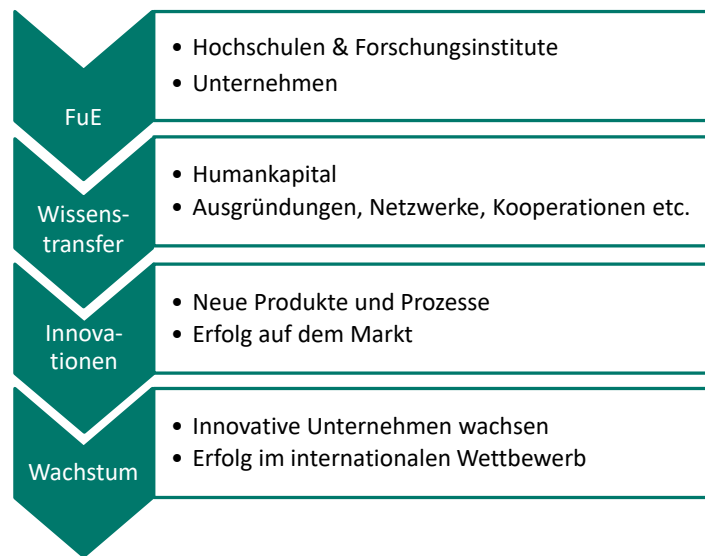 FuE
• Hochschulen & Forschungsinstitute
• Unternehmen
Wissens-
transfer
• Humankapital
• Ausgründungen, Netzwerke, Kooperationen etc.
Innova-
tionen
• Neue Produkte und Prozesse
• Erfolg auf dem Markt
Wachstum
• Innovative Unternehmen wachsen
• Erfolg im internationalen Wettbewerb